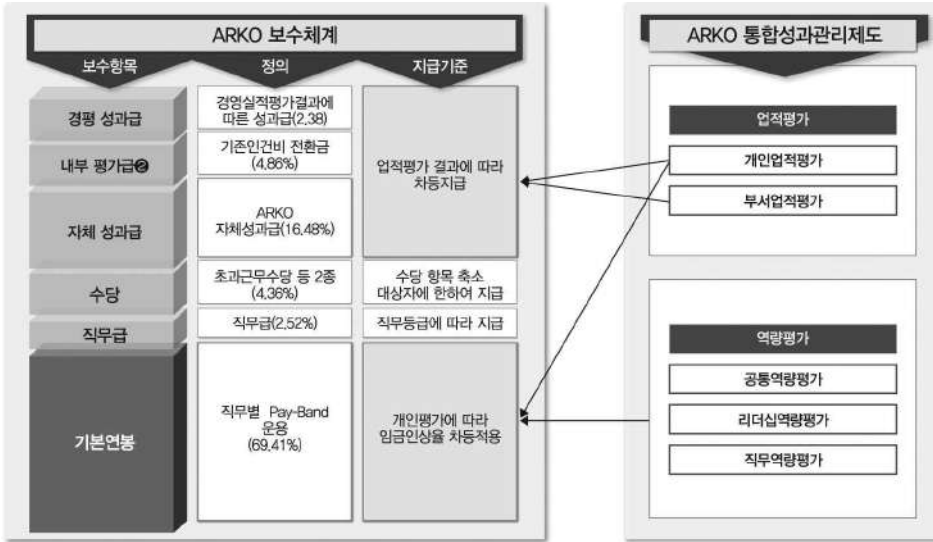 ARKO 보수체계
보수항목
정의
지급기준
경평 성과급
경영실적평가결과에
따른 성과급(2.38)
내부 평가급❷
기존인건비 전환금
(4.86%)
업적평가 결과에 따라
차등지급
자체 성과급
ARKO
자체성과급(16.48%)
수당
초과근무수당 등 2종
(4.36%)
수당 항목 축소
대상자에 한하여 지급
직무급
직무급(2.52%)
직무등급에 따라 지급
기본연봉
직무별 Pay-Band
운용
(69.41%)
개인평가에 따라
임금인상율 차등적용
ARKO 통합성과관리제도
업적평가
개인업적평가
부서업적평가
역량평가
공통역량평가
리더십역량평가
직무역량평가